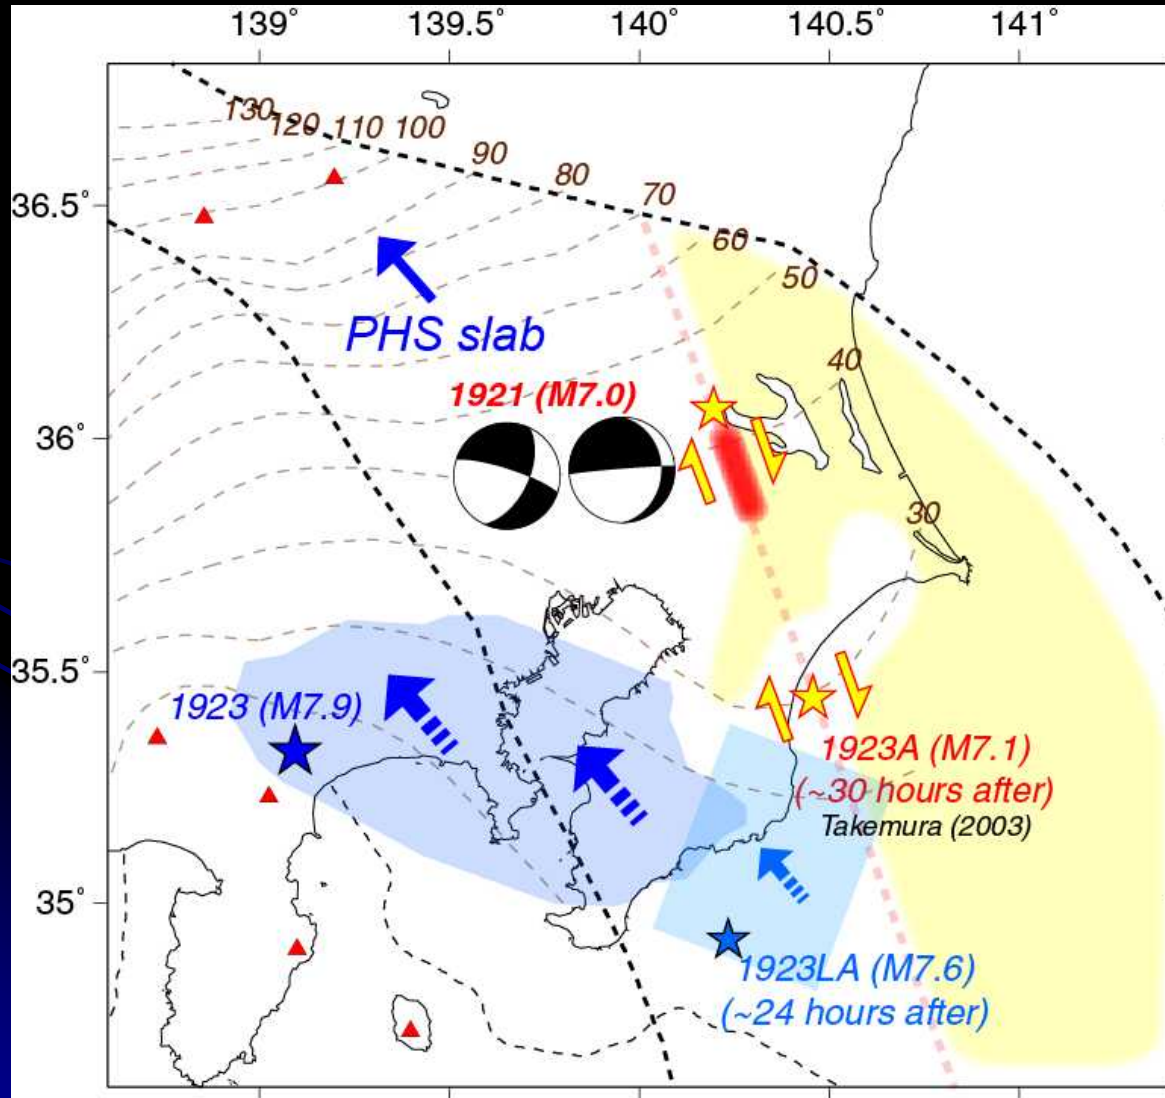 139° 139.5° 140° 140.5° 141°
130 120 110 100
90
80
70
36.5°
60
50
PHS slab
40
1921 (M7.0)
36°
30
35.5°
1923 (M7.9)
1923A (M7.1)
(~30 hours after)
Takemura (2003)
35°
1923LA (M7.6)
(~24 hours after)